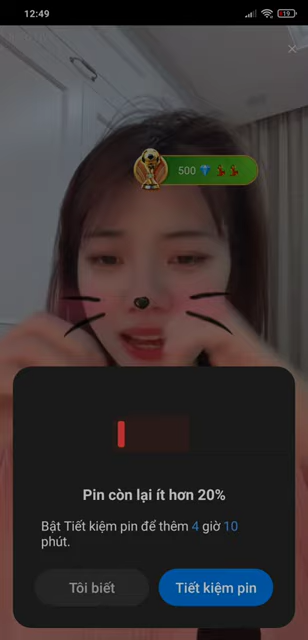 12:49
19
500
Pin còn lại ít hơn 20%
Bật Tiết kiệm pin để thêm 4 giờ 10
phút.
Tôi biết
Tiết kiệm pin